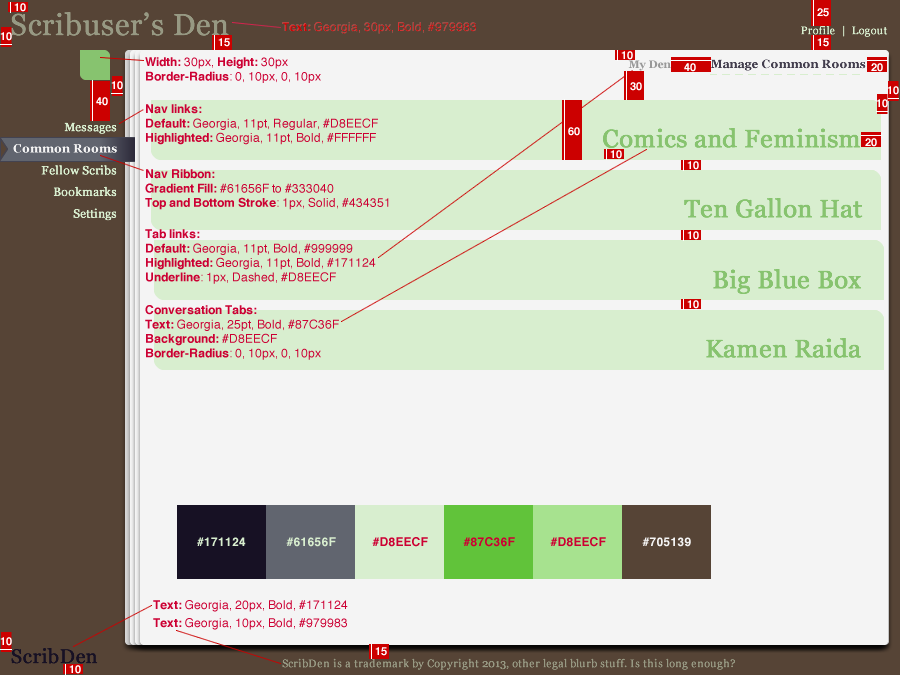 10
Scribuser's Den
Text: Georgia, 30px, Bold, #979983
25
10
Profile | Logout
15
15
Width: 30px, Height: 30px
Border-Radius: 0, 10px, 0, 10px
10
My Den
40
Manage Common Rooms
20
10
40
30
10
10
Nav links:
Default: Georgia, 11pt, Regular, #D8EECF
Highlighted: Georgia, 11pt, Bold, #FFFFFF
60
Comics and Feminism
20
10
Messages
Common Rooms
Fellow Scribs
Bookmarks
Settings
10
Nav Ribbon:
Gradient Fill: #61656F to #333040
Top and Bottom Stroke: 1px, Solid, #434351
Ten Gallon Hat
10
Tab links:
Default: Georgia, 11pt, Bold, #999999
Highlighted: Georgia, 11pt, Bold, #171124
Underline: 1px, Dashed, #D8EECF
Big Blue Box
10
Conversation Tabs:
Text: Georgia, 25pt, Bold, #87C36F
Background: #D8EECF
Border-Radius: 0, 10px, 0, 10px
Kamen Raida
#171124
#61656F
#D8EECF
#87C36F
#D8EECF
#705139
Text: Georgia, 20px, Bold, #171124
Text: Georgia, 10px, Bold, #979983
10
ScribDen
10
15
ScribDen is a trademark by Copyright 2013, other legal blurb stuff. Is this long enough?